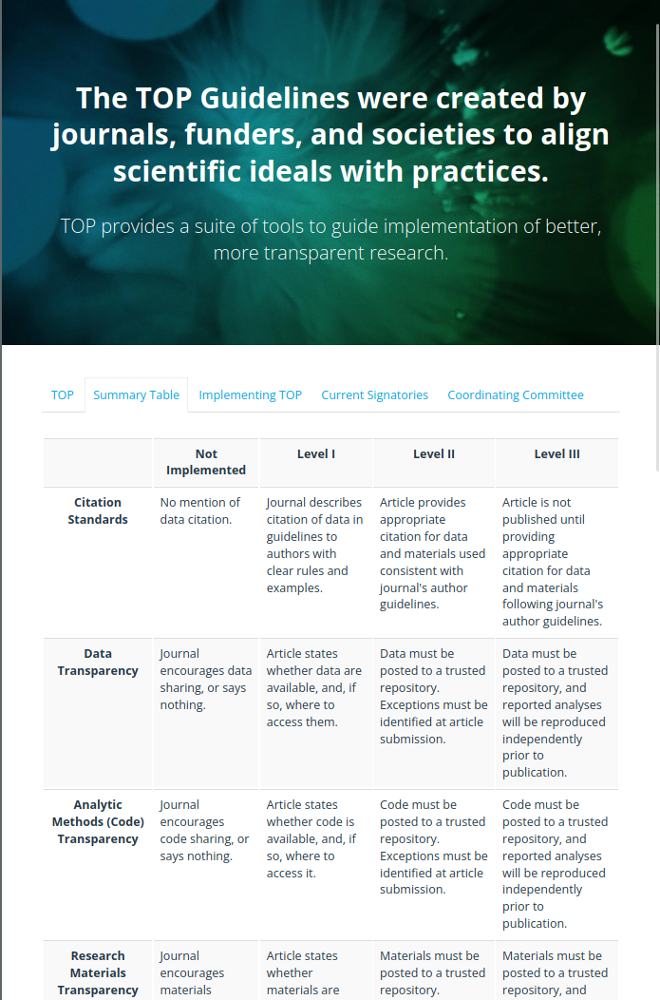 The TOP Guidelines were created by
journals, funders, and societies to align
scientific ideals with practices.
TOP provides a suite of tools to guide implementation of better,
more transparent research.
TOP
Summary Table
Implementing TOP
Current Signatories
Coordinating Committee
Not
Implemented
Level I
Level II
Level III
Citation
Standards
No mention of
data citation.
Journal describes
citation of data in
guidelines to
authors with
clear rules and
examples.
Article provides
appropriate
citation for data
and materials used
consistent with
journal's author
guidelines.
Article is not
published until
providing
appropriate
citation for data
and materials
following journal's
author guidelines.
Data
Transparency
Journal
encourages data
sharing, or says
nothing.
Article states
whether data are
available, and, if
so, where to
access them.
Data must be
posted to a trusted
repository.
Exceptions must be
identified at article
submission.
Data must be
posted to a trusted
repository, and
reported analyses
will be reproduced
independently
prior to
publication.
Analytic
Methods (Code)
Transparency
Journal
encourages
code sharing, or
says nothing.
Article states
whether code is
available, and, if
so, where to
access it.
Code must be
posted to a trusted
repository.
Exceptions must be
identified at article
submission.
Code must be
posted to a trusted
repository, and
reported analyses
will be reproduced
independently
prior to
publication.
Research
Materials
Transparency
Journal
encourages
materials
Article states
whether
materials are
Materials must be
posted to a trusted
repository.
Materials must be
posted to a trusted
repository, and